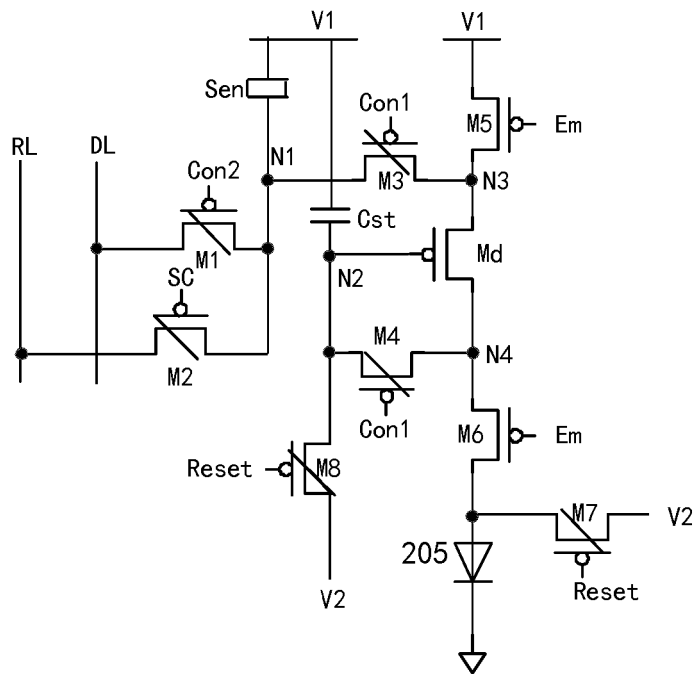 V1 V1
Sen
Con1
M5 Em
RL DL
N1
Con2
M3 N3
Cst
M1
N2 Md
SC
M4
N4
M2
Con1
M6 Em
Reset M8
M7
V2
205
V2
Reset